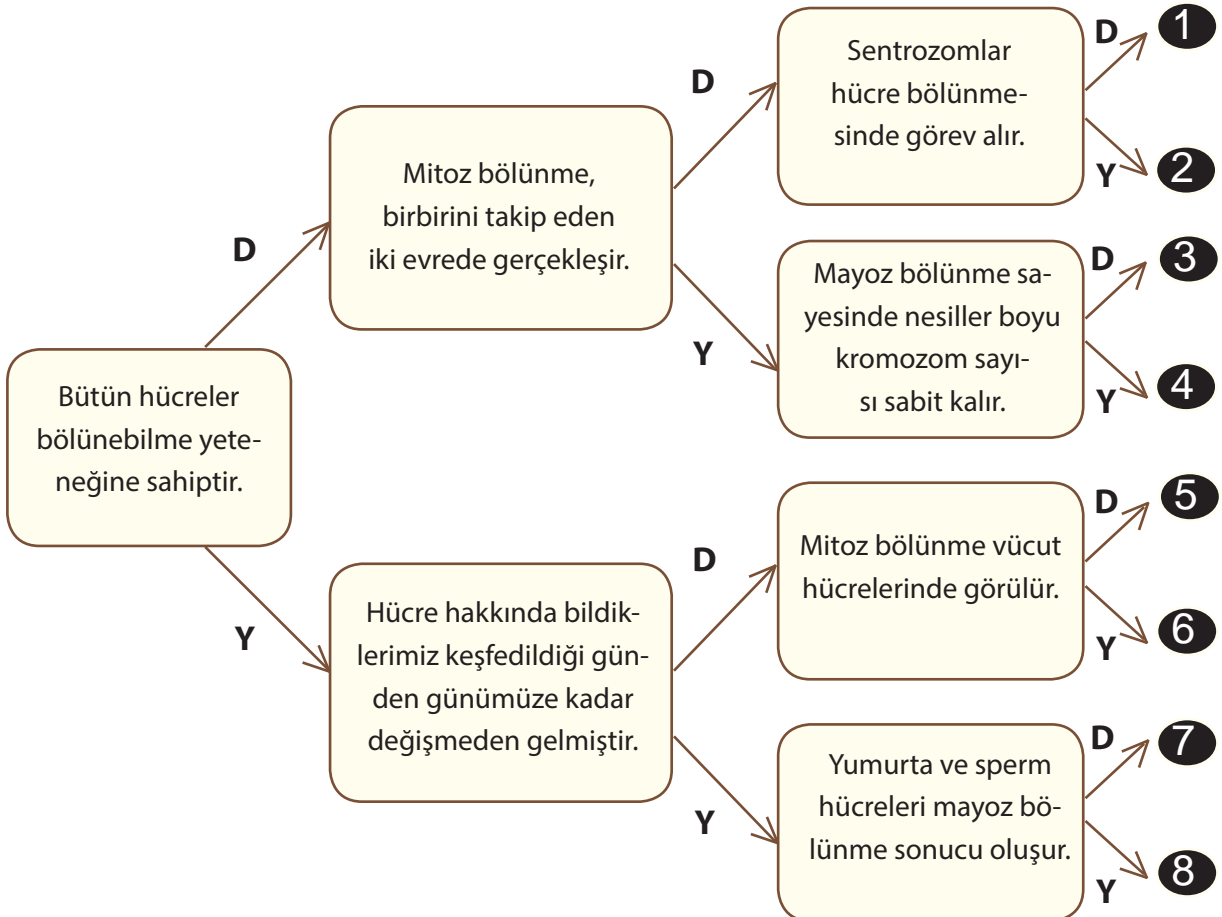 Bütün hücreler
bölünebilme yete-
neğine sahiptir.
D
Y
Mitoz bölünme,
birbirini takip eden
iki evrede gerçekleşir.
D
Y
Hücre hakkında bildik-
lerimiz keşfedildiği gün-
den günümüze kadar
değişmeden gelmiştir.
D
Y
Sentrozomlar
hücre bölünme-
sinde görev alır.
D
1
Y
2
Mayoz bölünme sa-
yesinde nesiller boyu
kromozom sayı-
sı sabit kalır.
D
3
Y
4
Mitoz bölünme vücut
hücrelerinde görülür.
D
5
Y
6
Yumurta ve sperm
hücreleri mayoz bö-
lünme sonucu oluşur.
D
7
Y
8